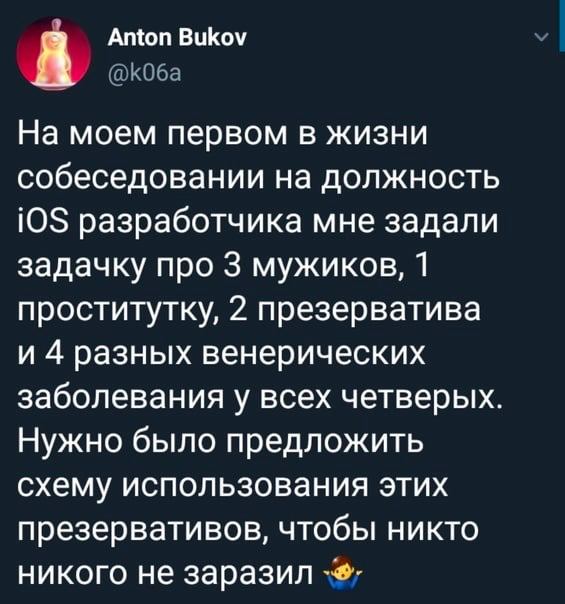 Anton Bukov
@k06a
На моем первом в жизни
собеседовании на должность
iOS разработчика мне задали
задачку про 3 мужиков, 1
проститутку, 2 презерватива
и 4 разных венерических
заболевания у всех четверых.
Нужно было предложить
схему использования этих
презервативов, чтобы никто
никого не заразил 🤷‍♂️